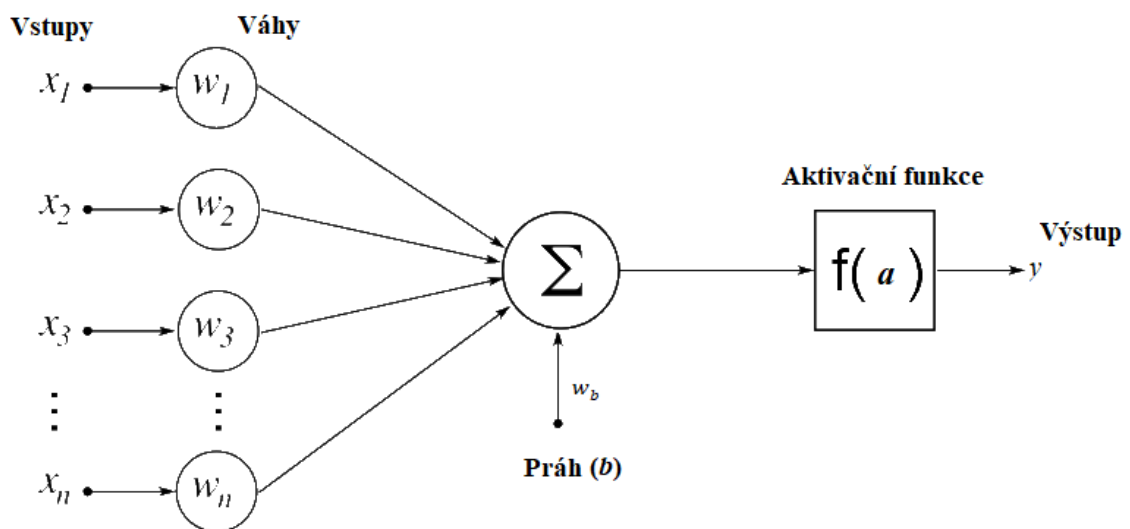 Vstupy Váhy
x1 w1
x2 w2
x3 w3
⋮ ⋮
xn wn
Σ
wb
Práh (b)
Aktivační funkce
f( a )
Výstup
y